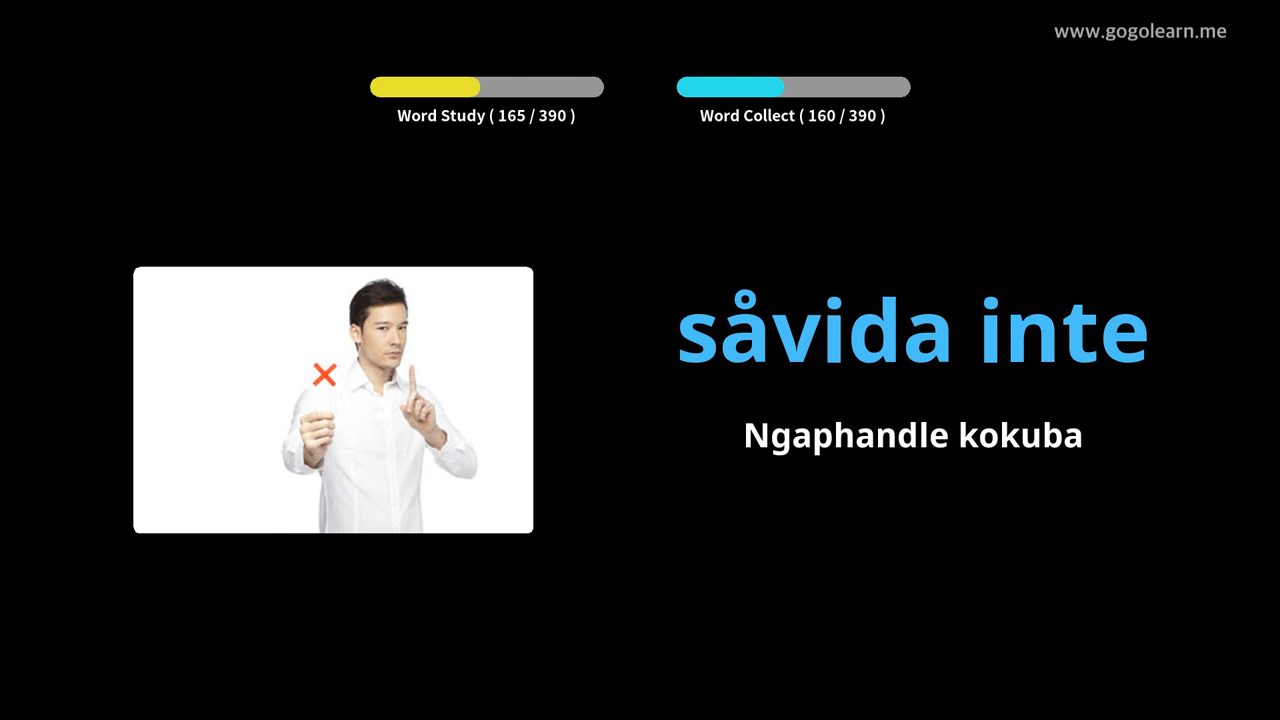 www.gogolearn.me
Word Study ( 165 / 390 )
Word Collect ( 160 / 390 )
såvida inte
Ngaphandle kokuba